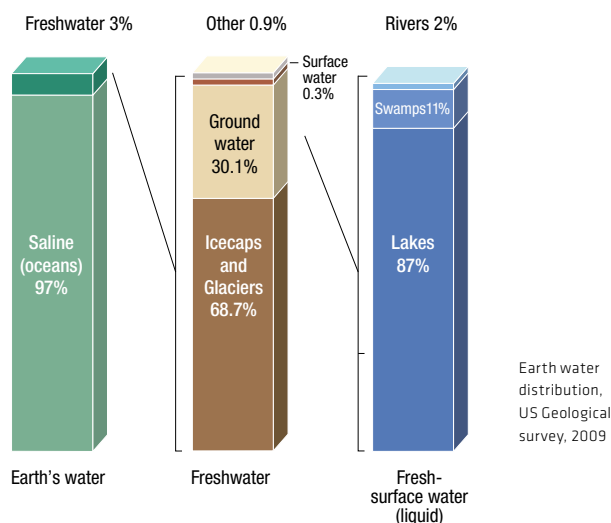 Freshwater 3%
Other 0.9%
Rivers 2%
Surface
water
0.3%
Swamps11%
Ground
water
30.1%
Saline
(oceans)
97%
Icecaps
and
Glaciers
68.7%
Lakes
87%
Earth water
distribution,
US Geological
survey, 2009
Earth's water
Freshwater
Fresh-
surface water
(liquid)